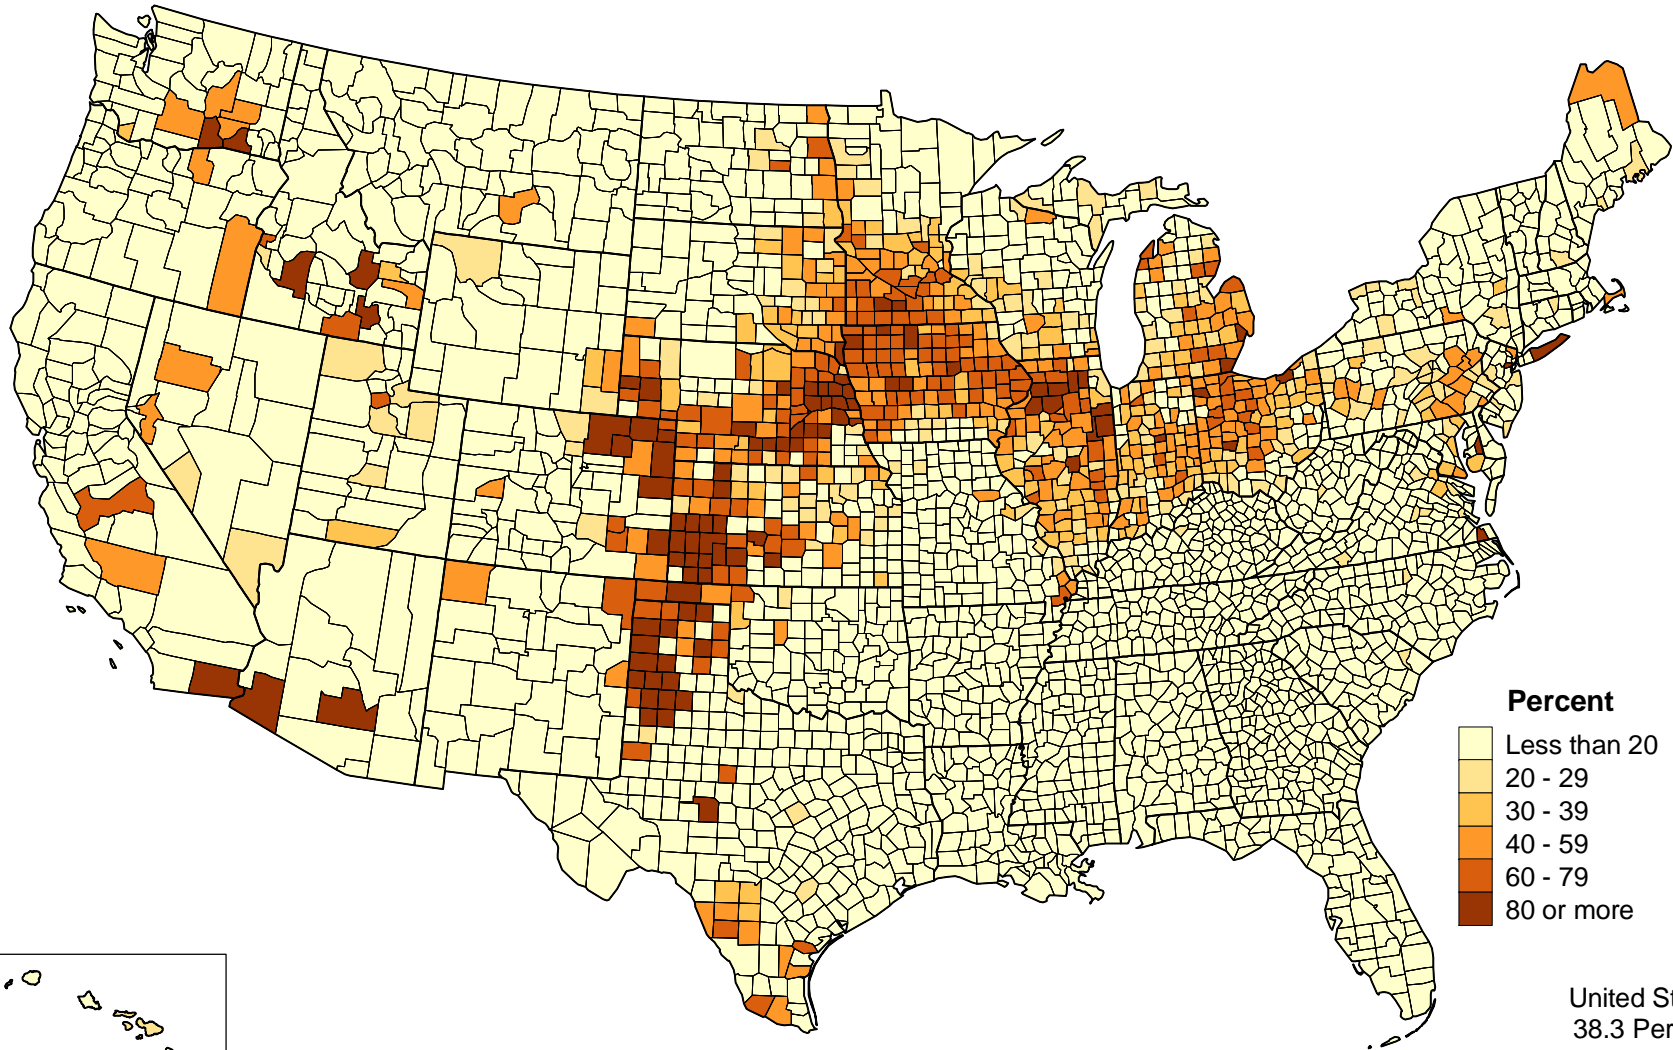 Percent
Less than 20
20 - 29
30 - 39
40 - 59
60 - 79
80 or more
United St
38.3 Per